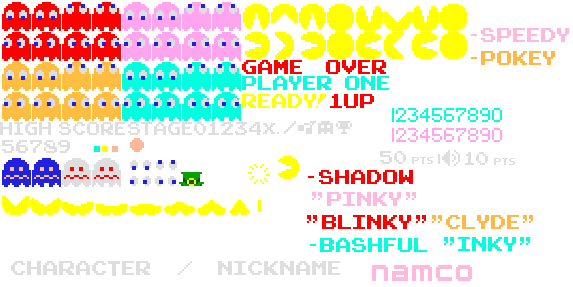 -SPEEDY
-POKEY
GAME OVER
PLAYER ONE
READY! 1UP
1234567890
HIGH SCORESTAGE01234X./
1234567890
56789
50 PTS 10 PTS
-SHADOW
"PINKY"
"BLINKY" "CLYDE"
-BASHFUL "INKY"
CHARACTER / NICKNAME
namco